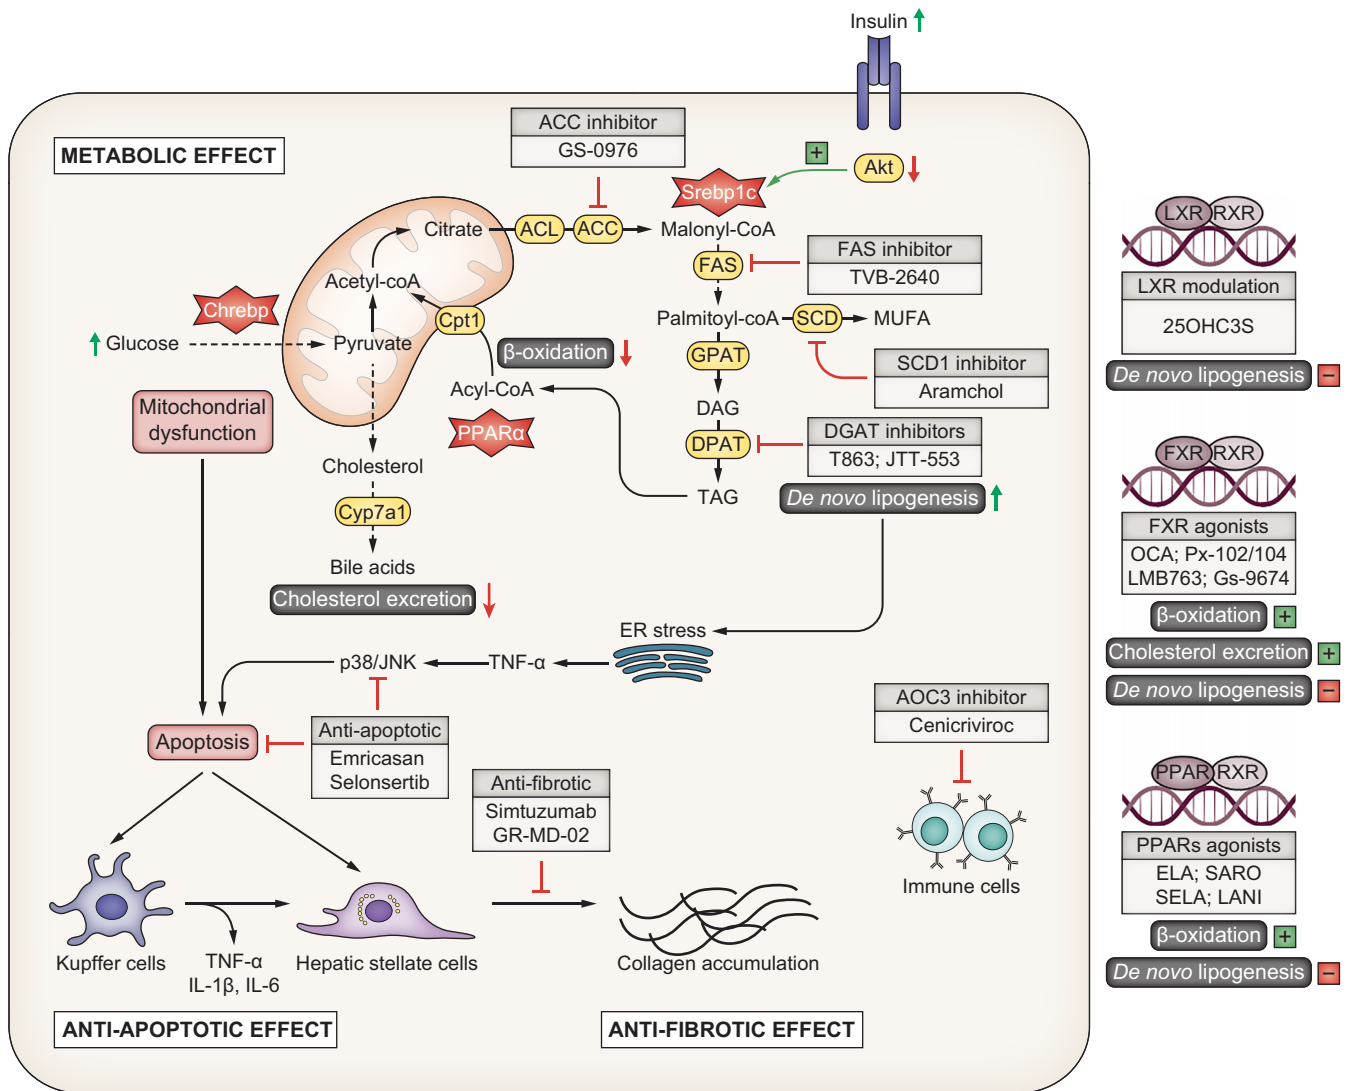 Insulin
METABOLIC EFFECT
ACC inhibitor
GS-0976
+
Akt
Srebp1c
Citrate
ACL
ACC
Malonyl-CoA
FAS
FAS inhibitor
TVB-2640
Acetyl-coA
Chrebp
Cpt1
Palmitoyl-coA
SCD
MUFA
Glucose
Pyruvate
β-oxidation
GPAT
SCD1 inhibitor
Aramchol
Acyl-CoA
Mitochondrial
dysfunction
PPARα
DAG
DPAT
DGAT inhibitors
T863; JTT-553
Cholesterol
TAG
De novo lipogenesis
Cyp7a1
Bile acids
Cholesterol excretion
ER stress
p38/JNK
TNF-α
Apoptosis
Anti-apoptotic
Emricasan
Selonsertib
AOC3 inhibitor
Cenicriviroc
Anti-fibrotic
Simtuzumab
GR-MD-02
Immune cells
Kupffer cells
TNF-α
IL-1β, IL-6
Hepatic stellate cells
Collagen accumulation
ANTI-APOPTOTIC EFFECT
ANTI-FIBROTIC EFFECT
LXR RXR
LXR modulation
25OHC3S
De novo lipogenesis −
FXR RXR
FXR agonists
OCA; Px-102/104
LMB763; Gs-9674
β-oxidation +
Cholesterol excretion +
De novo lipogenesis −
PPAR RXR
PPARs agonists
ELA; SARO
SELA; LANI
β-oxidation +
De novo lipogenesis −